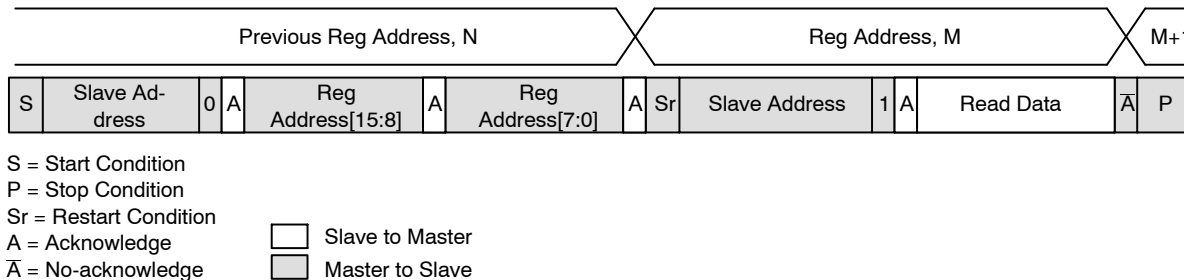 Previous Reg Address, N Reg Address, M M+1
S Slave Ad-
dress 0 A Reg
Address[15:8] A Reg
Address[7:0] A Sr Slave Address 1 A Read Data A̅ P
S = Start Condition
P = Stop Condition
Sr = Restart Condition
A = Acknowledge
A̅ = No-acknowledge
Slave to Master
Master to Slave